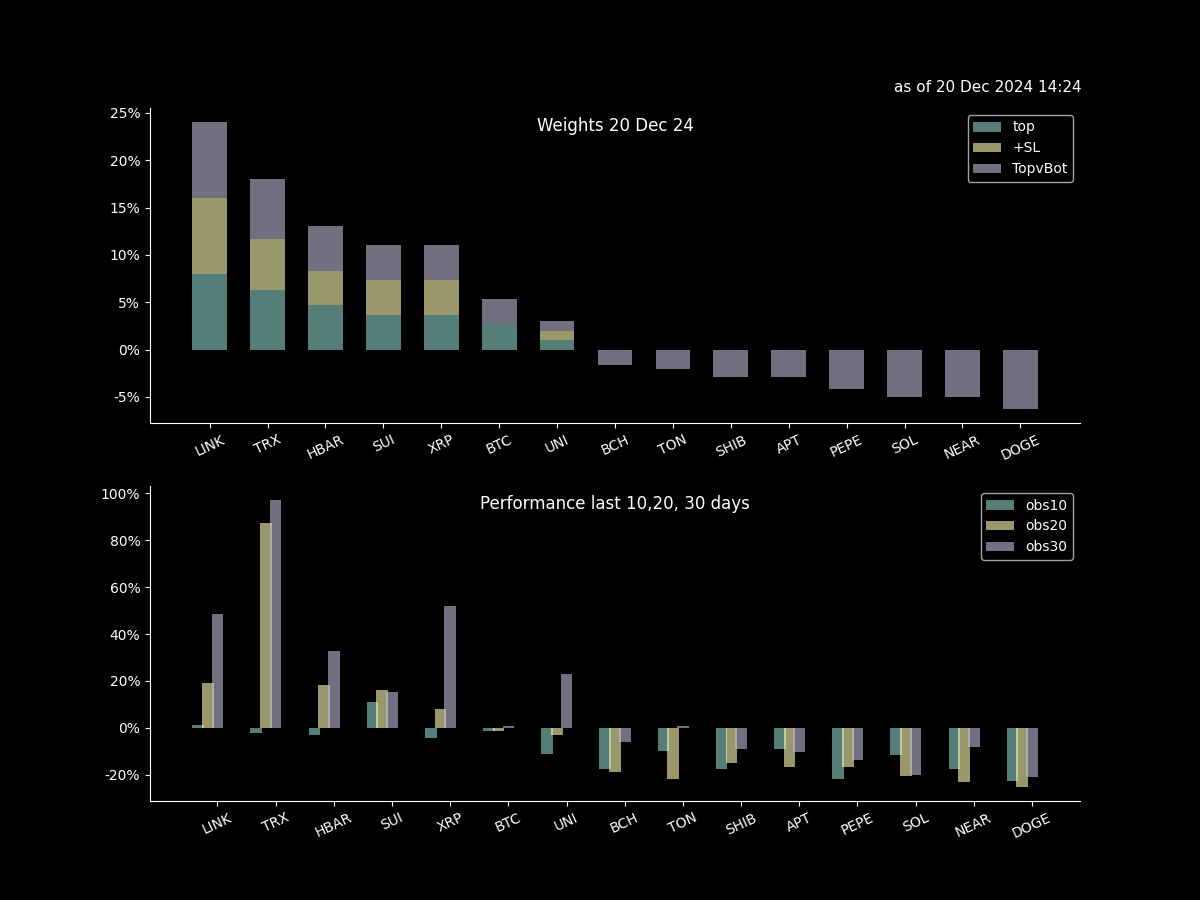 as of 20 Dec 2024 14:24
Weights 20 Dec 24
top
+SL
TopvBot
25%
20%
15%
10%
5%
0%
-5%
LINK TRX HBAR SUI XRP BTC UNI BCH TON SHIB APT PEPE SOL NEAR DOGE
Performance last 10,20, 30 days
obs10
obs20
obs30
100%
80%
60%
40%
20%
0%
-20%
LINK TRX HBAR SUI XRP BTC UNI BCH TON SHIB APT PEPE SOL NEAR DOGE